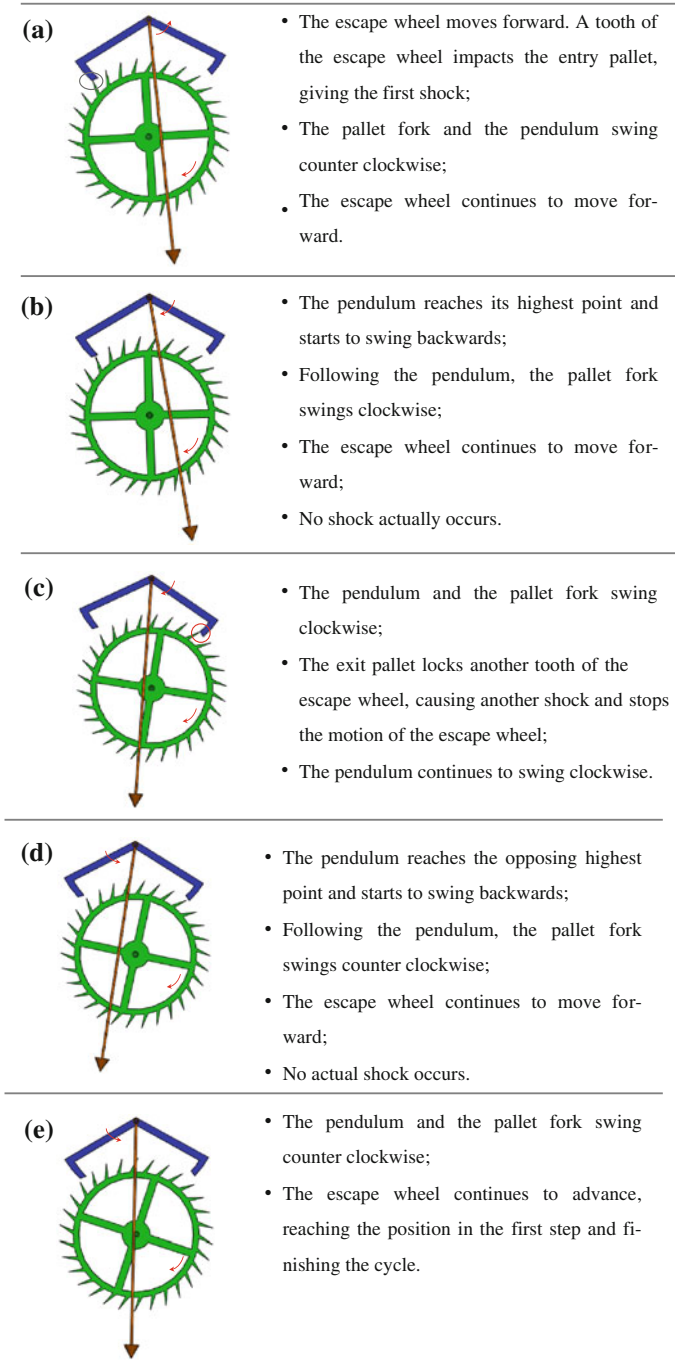 (a)
• The escape wheel moves forward. A tooth of
the escape wheel impacts the entry pallet,
giving the first shock;
• The pallet fork and the pendulum swing
counter clockwise;
• The escape wheel continues to move for-
ward.
(b)
• The pendulum reaches its highest point and
starts to swing backwards;
• Following the pendulum, the pallet fork
swings clockwise;
• The escape wheel continues to move for-
ward;
• No shock actually occurs.
(c)
• The pendulum and the pallet fork swing
clockwise;
• The exit pallet locks another tooth of the
escape wheel, causing another shock and stops
the motion of the escape wheel;
• The pendulum continues to swing clockwise.
(d)
• The pendulum reaches the opposing highest
point and starts to swing backwards;
• Following the pendulum, the pallet fork
swings counter clockwise;
• The escape wheel continues to move for-
ward;
• No actual shock occurs.
(e)
• The pendulum and the pallet fork swing
counter clockwise;
• The escape wheel continues to advance,
reaching the position in the first step and fi-
nishing the cycle.